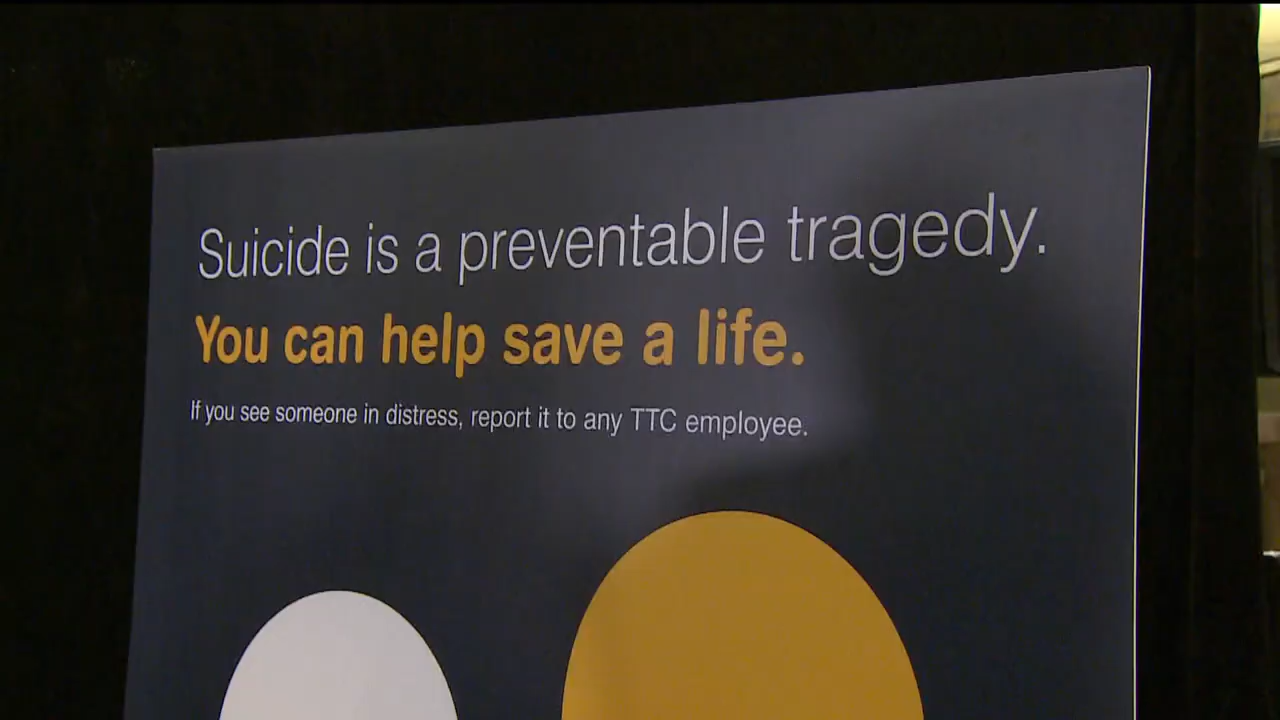 Suicide is a preventable tragedy.
You can help save a life.
If you see someone in distress, report it to any TTC employee.